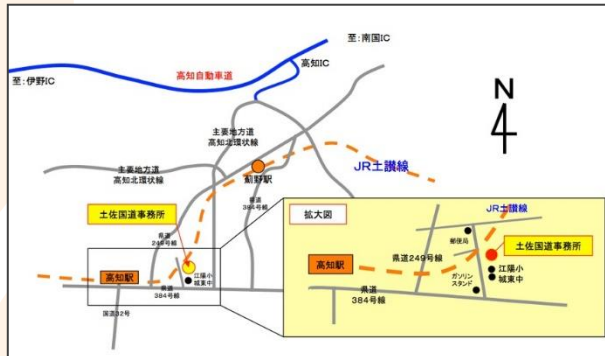 至:南国IC
高知IC
至:伊野IC
高知自動車道
N
主要地方道
高知北環状線
JR土讃線
主要地方道
高知北環状線
薊野駅
県道
384号線
土佐国道事務所
県道
249号線
高知駅
江陽小
城東中
県道
384号線
国道32号
拡大図
JR土讃線
郵便局
土佐国道事務所
県道249号線
高知駅
江陽小
城東中
ガソリン
スタンド
県道
384号線